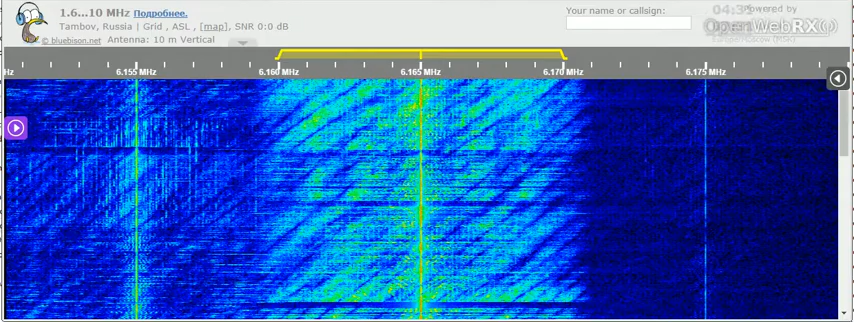 1.6...10 MHz Подробнее.
Tambov, Russia | Grid , ASL , [map], SNR 0:0 dB
© bluebison.net Antenna: 10 m Vertical
Your name or callsign:
04:35
Powered by
OpenWebRX(ρ)
Hz 6.155 MHz 6.160 MHz 6.165 MHz 6.170 MHz 6.175 MHz